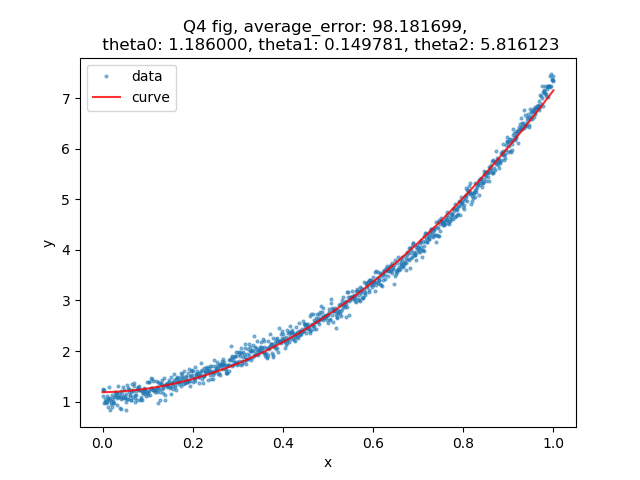 Q4 fig, average_error: 98.181699,
theta0: 1.186000, theta1: 0.149781, theta2: 5.816123
data
curve
7
6
5
4
3
2
1
y
0.0 0.2 0.4 0.6 0.8 1.0
x